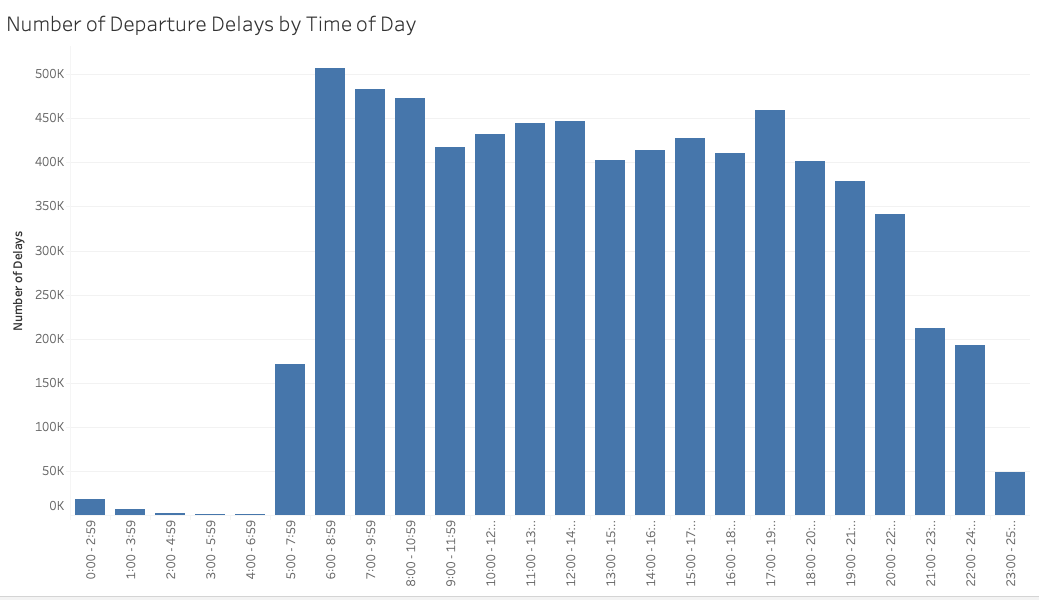 Number of Departure Delays by Time of Day
Number of Delays
500K
450K
400K
350K
300K
250K
200K
150K
100K
50K
0K
0:00 - 2:59
1:00 - 3:59
2:00 - 4:59
3:00 - 5:59
4:00 - 6:59
5:00 - 7:59
6:00 - 8:59
7:00 - 9:59
8:00 - 10:59
9:00 - 11:59
10:00 - 12:..
11:00 - 13:..
12:00 - 14:..
13:00 - 15:..
14:00 - 16:..
15:00 - 17:..
16:00 - 18:..
17:00 - 19:..
18:00 - 20:..
19:00 - 21:..
20:00 - 22:..
21:00 - 23:..
22:00 - 24:..
23:00 - 25:..